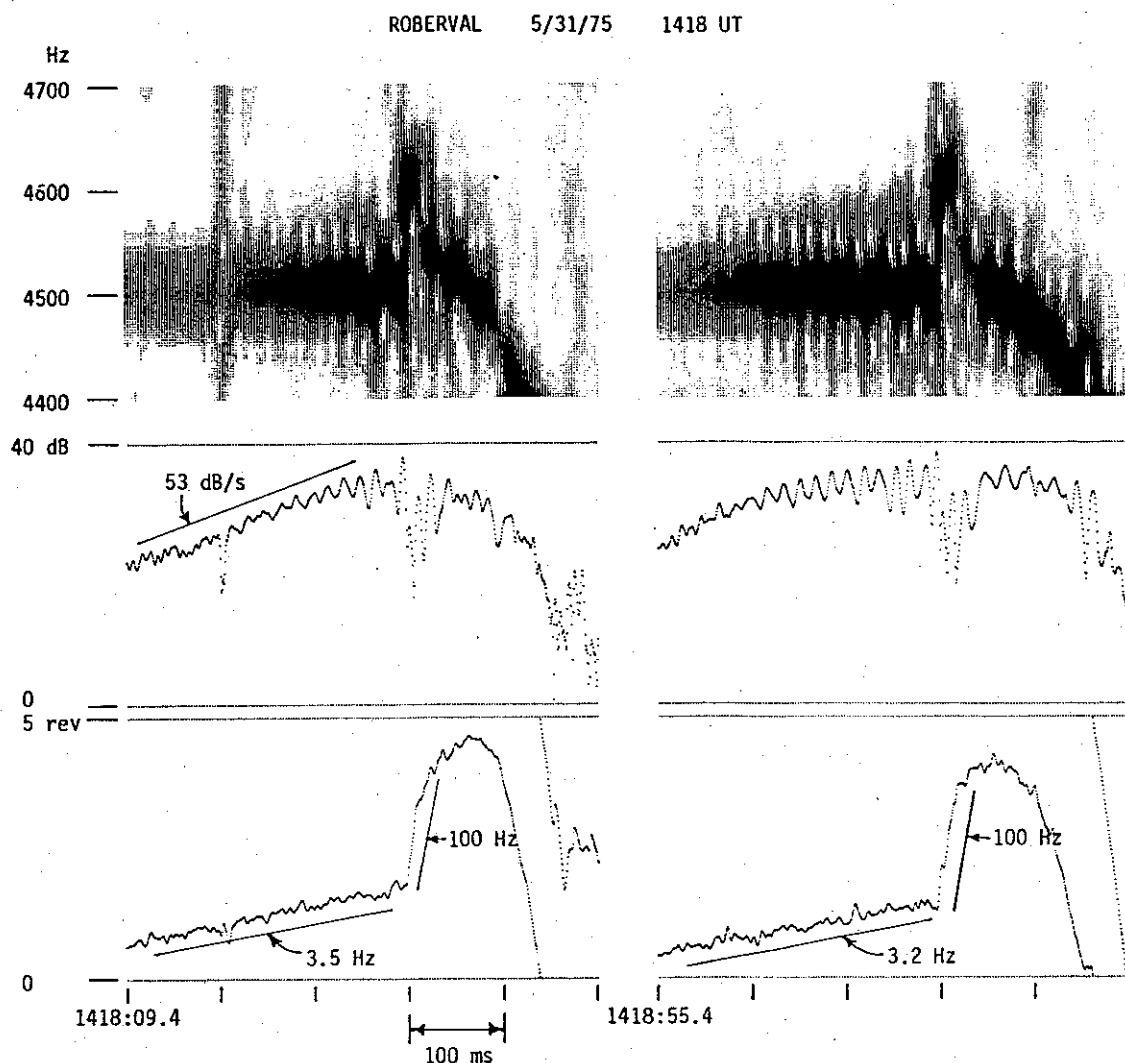 ROBERVAL 5/31/75 1418 UT
Hz
4700
4600
4500
4400
40 dB
53 dB/s
0
5 rev
100 Hz
100 Hz
3.5 Hz
3.2 Hz
0
1418:09.4
1418:55.4
100 ms